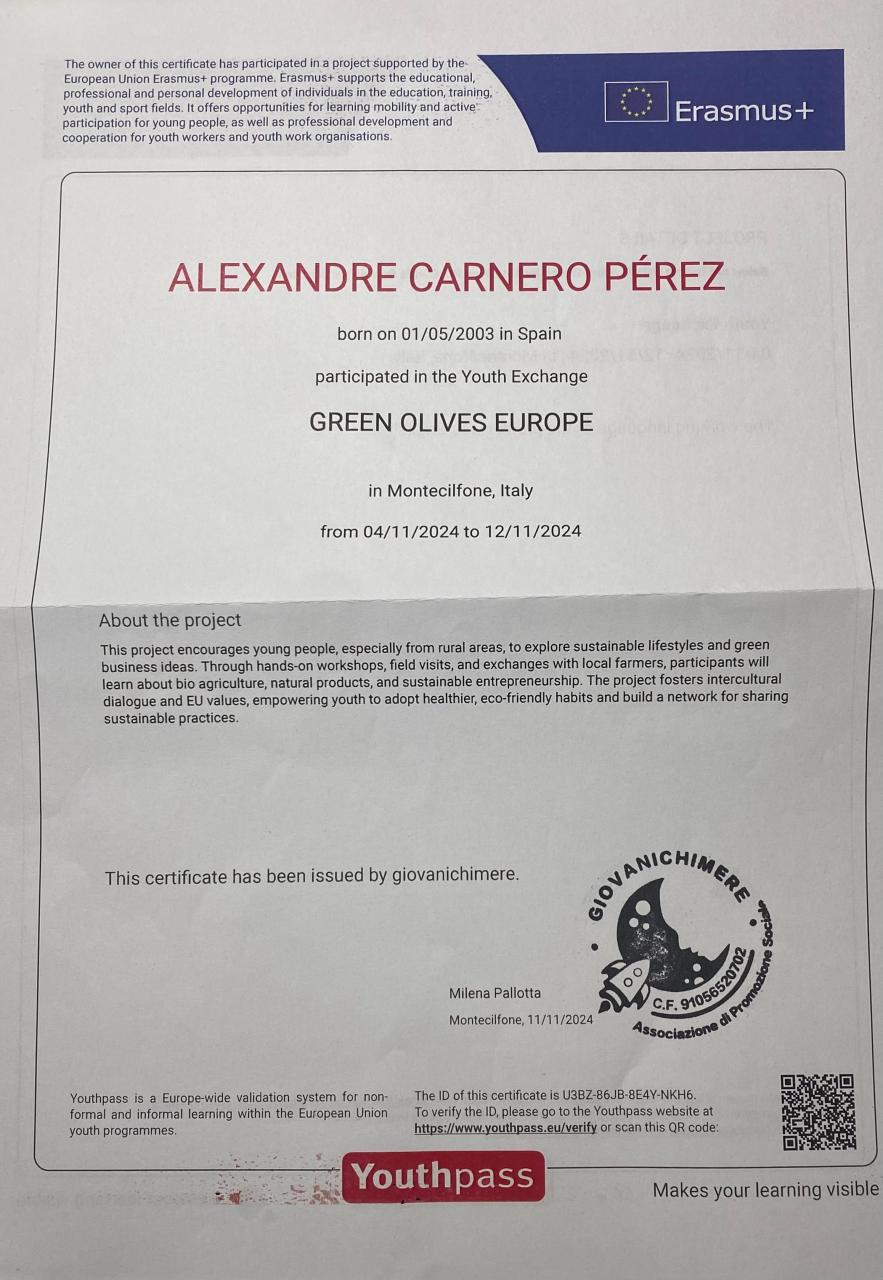 The owner of this certificate has participated in a project supported by the
European Union Erasmus+ programme. Erasmus+ supports the educational,
professional and personal development of individuals in the education, training,
youth and sport fields. It offers opportunities for learning mobility and active
participation for young people, as well as professional development and
cooperation for youth workers and youth work organisations.
Erasmus+
ALEXANDRE CARNERO PÉREZ
born on 01/05/2003 in Spain
participated in the Youth Exchange
GREEN OLIVES EUROPE
in Montecilfone, Italy
from 04/11/2024 to 12/11/2024
About the project
This project encourages young people, especially from rural areas, to explore sustainable lifestyles and green
business ideas. Through hands-on workshops, field visits, and exchanges with local farmers, participants will
learn about bio agriculture, natural products, and sustainable entrepreneurship. The project fosters intercultural
dialogue and EU values, empowering youth to adopt healthier, eco-friendly habits and build a network for sharing
sustainable practices.
This certificate has been issued by giovanichimere.
GIOVANICHIMERE
C.F. 91056520702
Associazione di Promozione Sociale
Milena Pallotta
Montecilfone, 11/11/2024
Youthpass is a Europe-wide validation system for non-
formal and informal learning within the European Union
youth programmes.
The ID of this certificate is U3BZ-86JB-8E4Y-NKH6.
To verify the ID, please go to the Youthpass website at
https://www.youthpass.eu/verify or scan this QR code:
Youthpass
Makes your learning visible